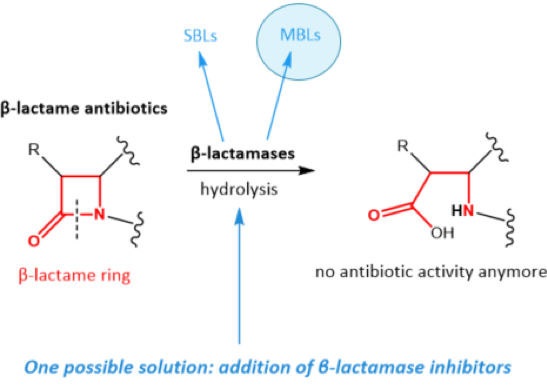 SBLs
MBLs
β-lactame antibiotics
R
N
O
β-lactame ring
β-lactamases
hydrolysis
R
O
OH
HN
no antibiotic activity anymore
One possible solution: addition of β-lactamase inhibitors